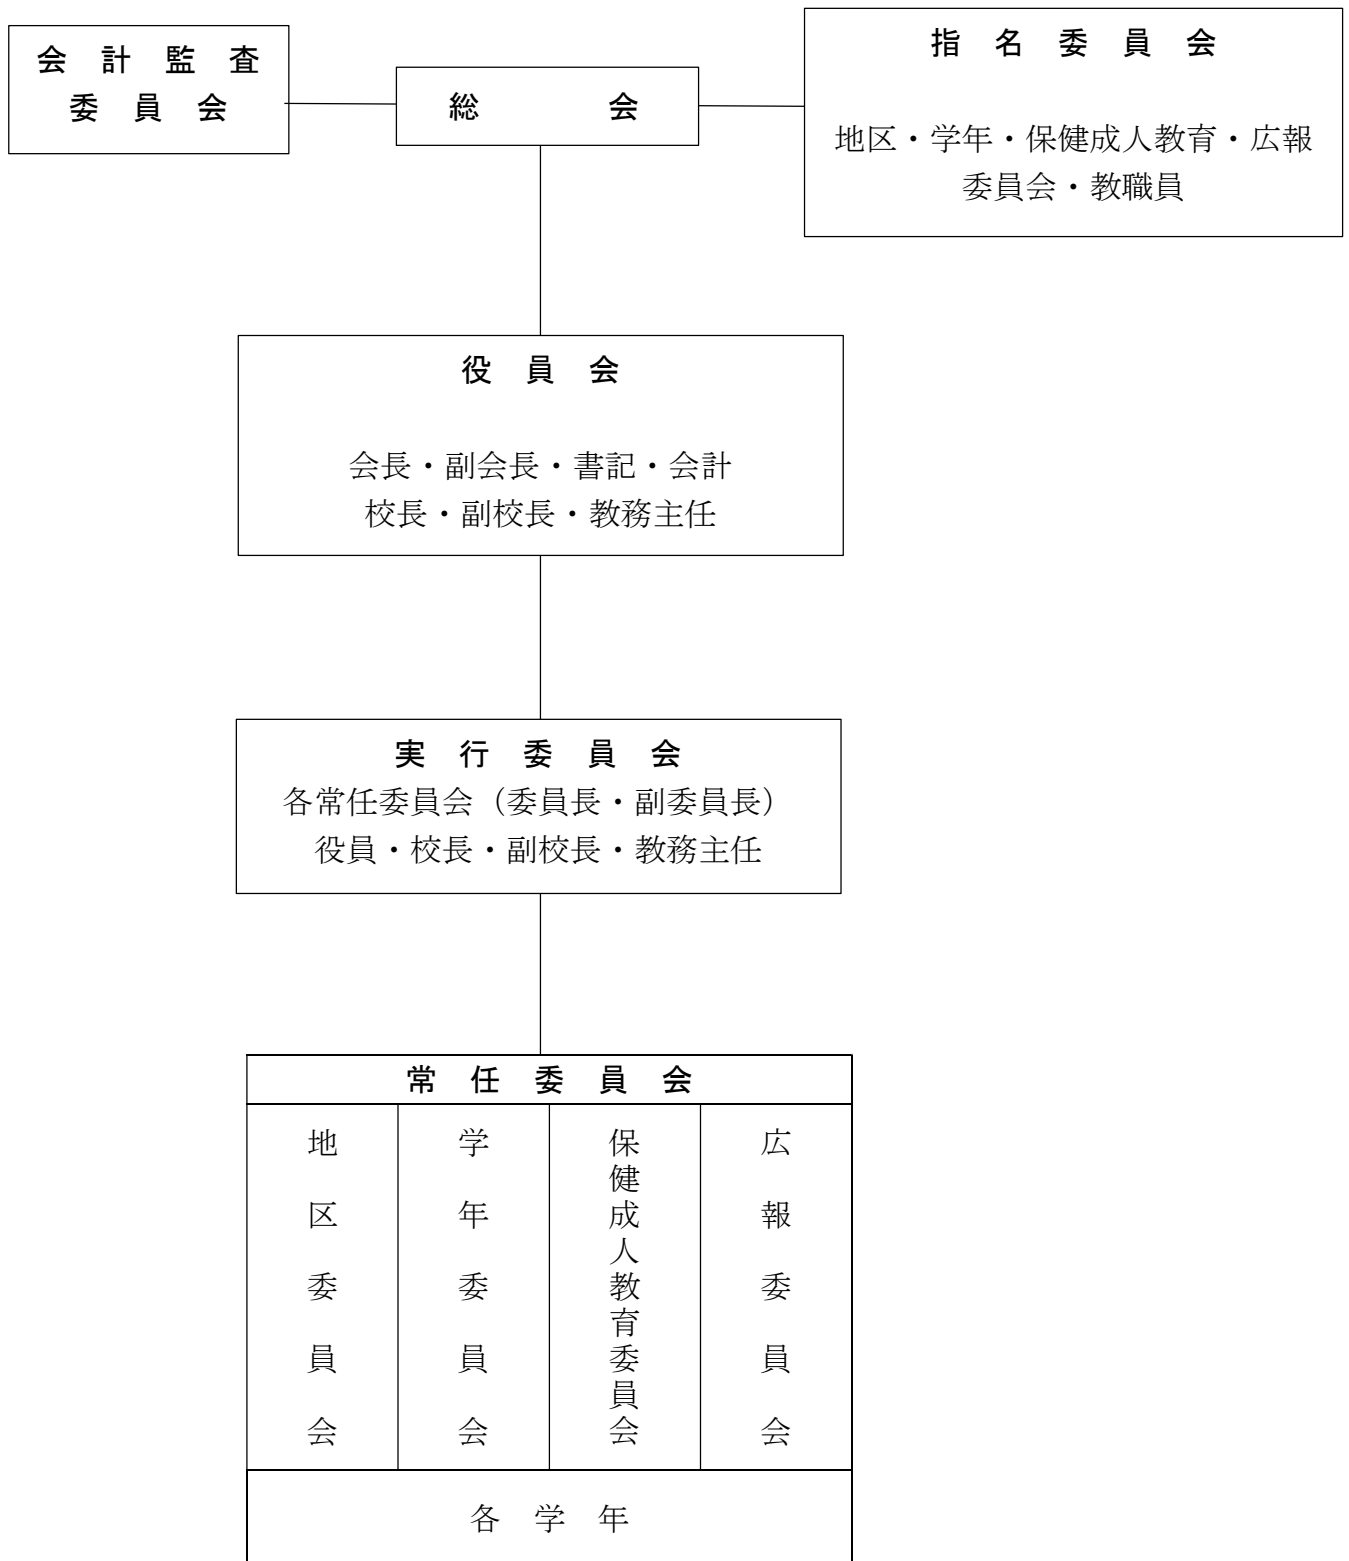 会計監査
委員会
総会
指名委員会
地区・学年・保健成人教育・広報
委員会・教職員
役員会
会長・副会長・書記・会計
校長・副校長・教務主任
実行委員会
各常任委員会（委員長・副委員長）
役員・校長・副校長・教務主任
常任委員会
地区委員会
学年委員会
保健成人教育委員会
広報委員会
各学年